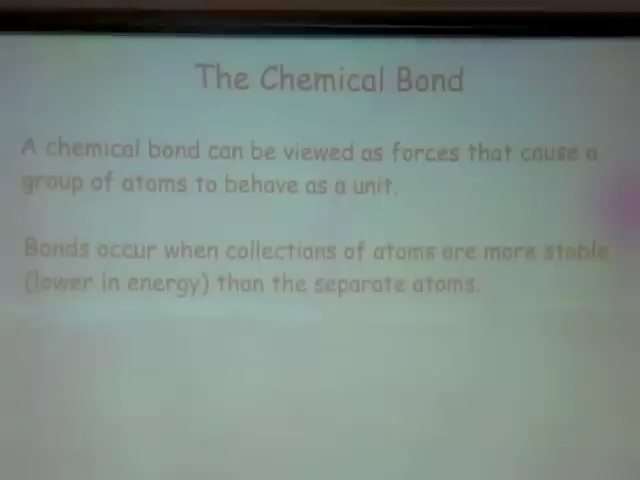 The Chemical Bond
A chemical bond can be viewed as forces that cause a
group of atoms to behave as a unit.
Bonds occur when collections of atoms are more stable
(lower in energy) than the separate atoms.